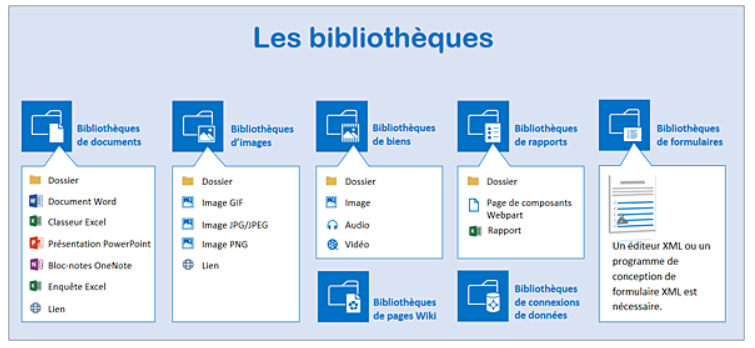 Les bibliothèques
Bibliothèques
de documents
Dossier
Document Word
Classeur Excel
Présentation PowerPoint
Bloc-notes OneNote
Enquête Excel
Lien
Bibliothèques
d'images
Dossier
Image GIF
Image JPG/JPEG
Image PNG
Lien
Bibliothèques
de biens
Dossier
Image
Audio
Vidéo
Bibliothèques
de rapports
Dossier
Page de composants
Webpart
Rapport
Bibliothèques
de formulaires
Un éditeur XML ou un
programme de
conception de
formulaire XML est
nécessaire.
Bibliothèques
de pages Wiki
Bibliothèques
de connexions
de données